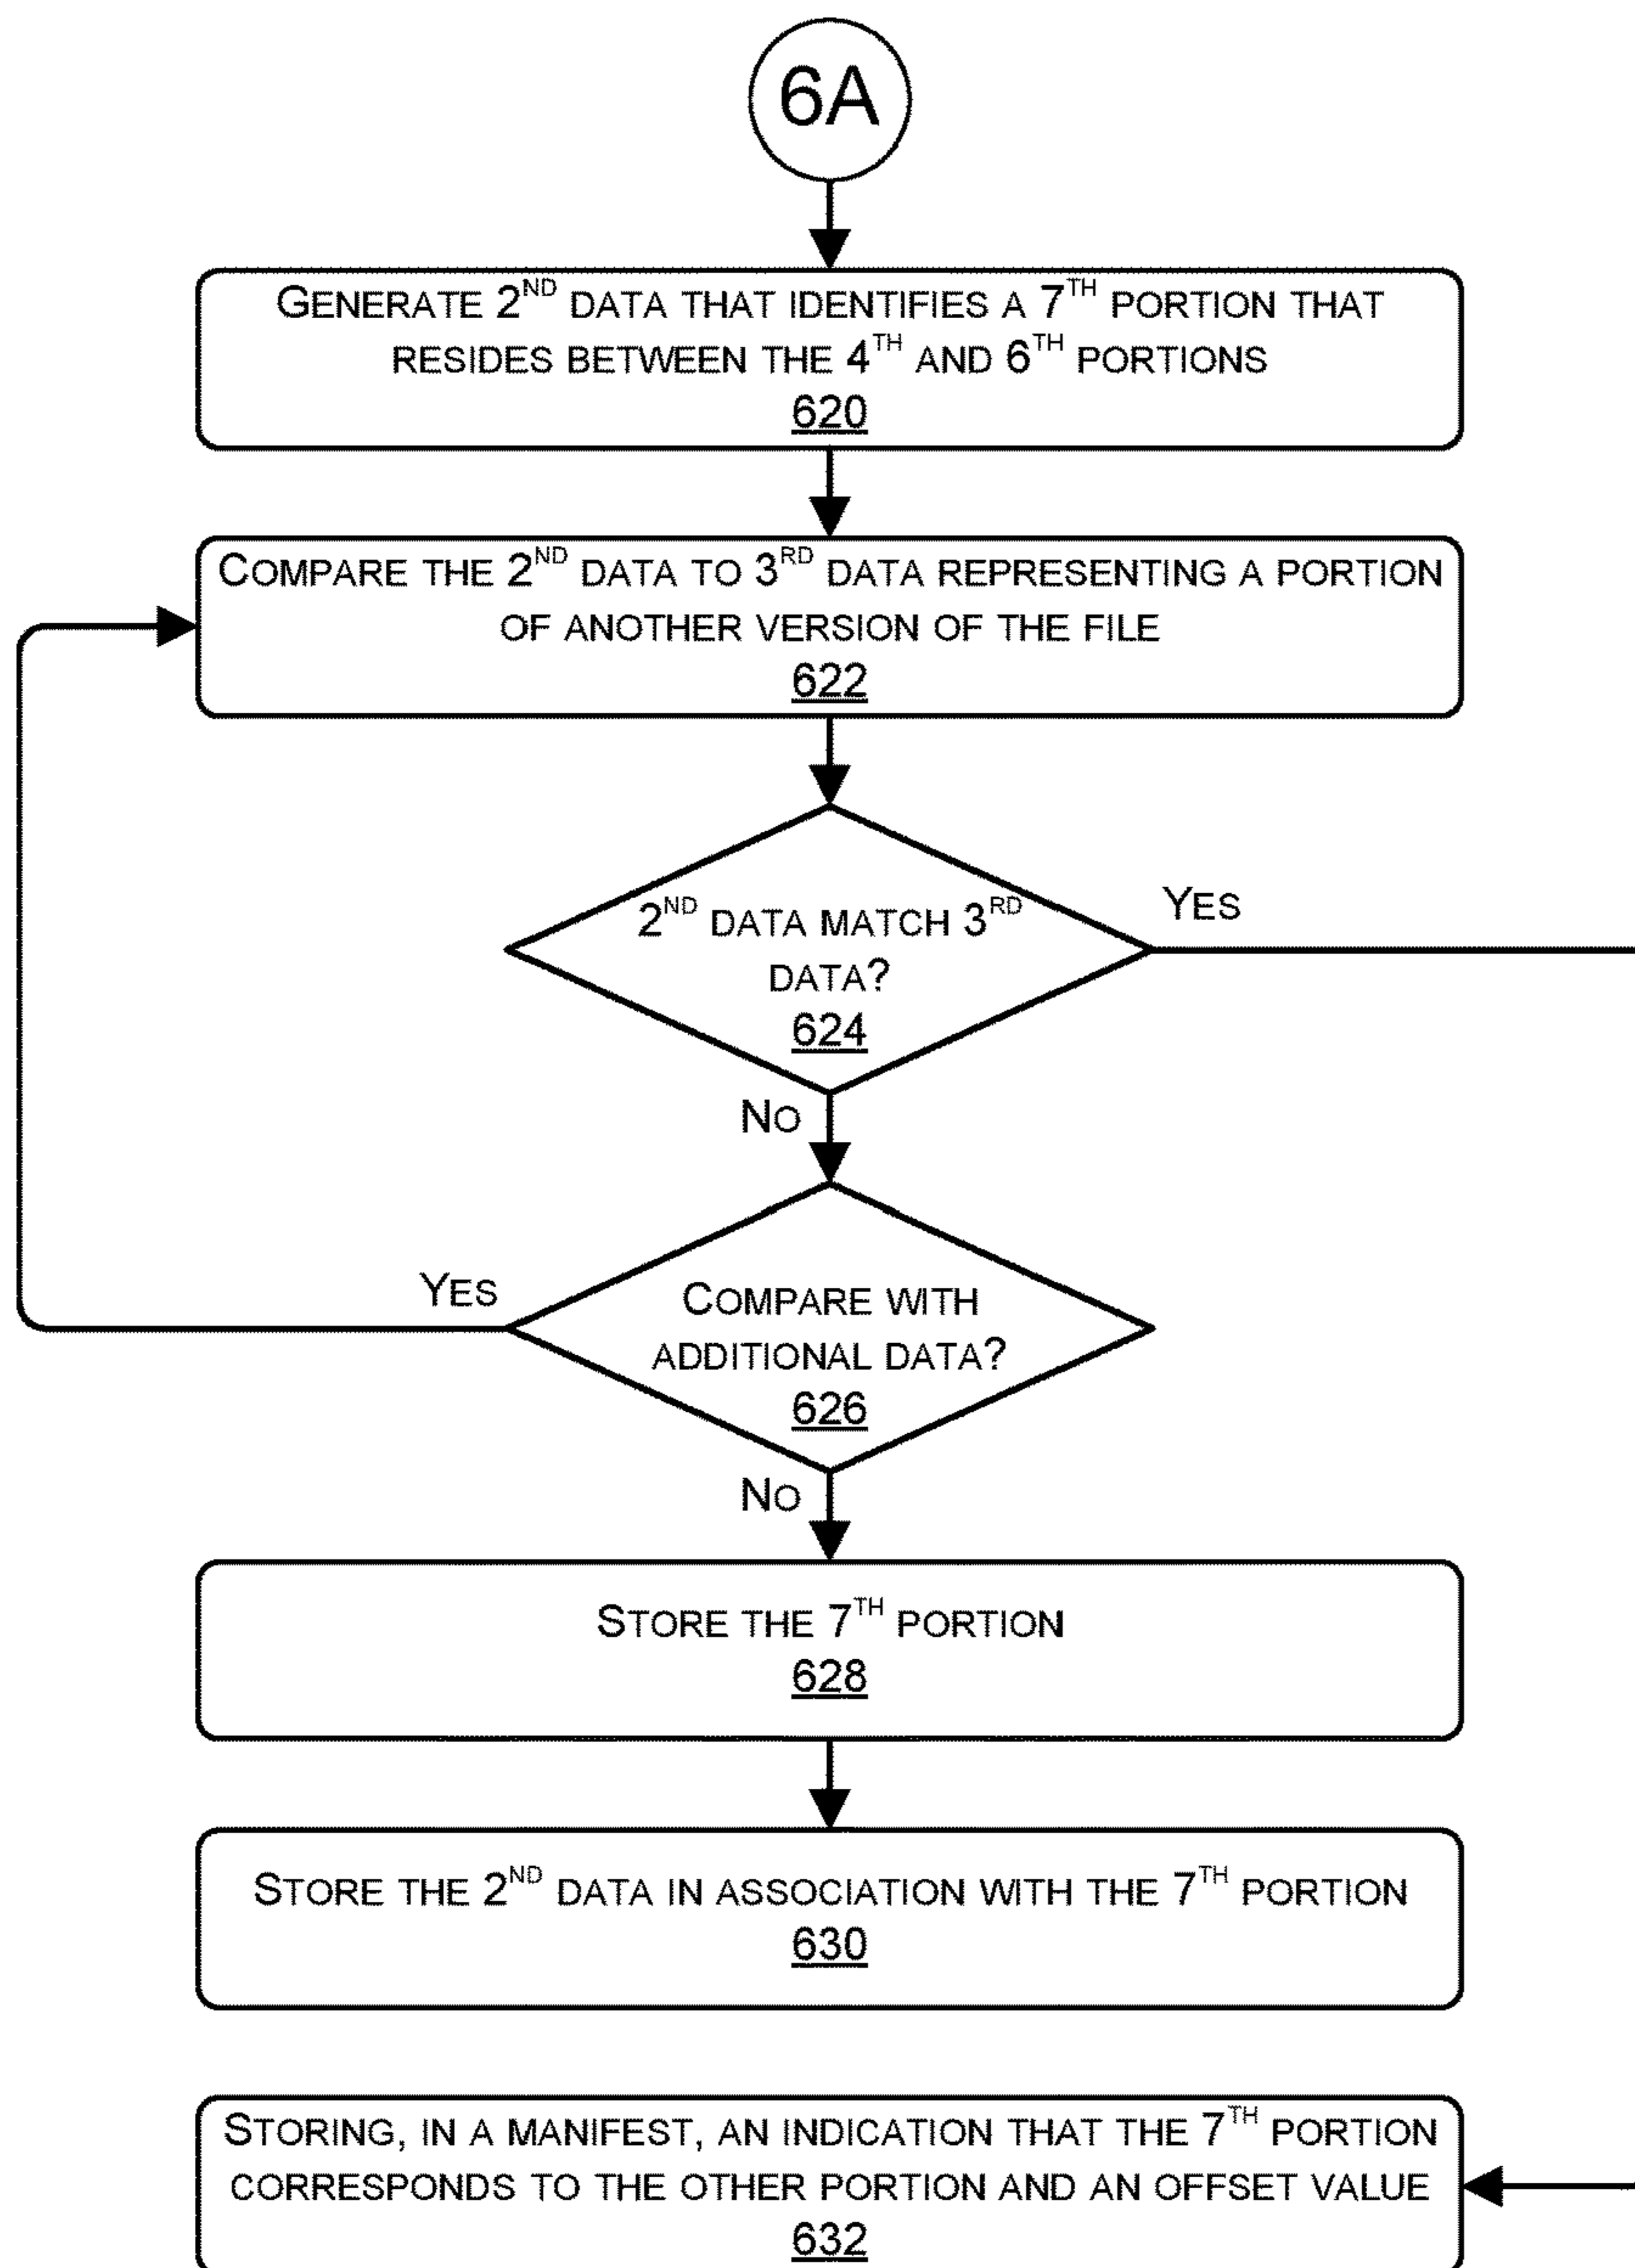 6A
GENERATE 2ND DATA THAT IDENTIFIES A 7TH PORTION THAT
RESIDES BETWEEN THE 4TH AND 6TH PORTIONS
620
COMPARE THE 2ND DATA TO 3RD DATA REPRESENTING A PORTION
OF ANOTHER VERSION OF THE FILE
622
2ND DATA MATCH 3RD
DATA?
624
YES
NO
COMPARE WITH
ADDITIONAL DATA?
626
YES
NO
STORE THE 7TH PORTION
628
STORE THE 2ND DATA IN ASSOCIATION WITH THE 7TH PORTION
630
STORING, IN A MANIFEST, AN INDICATION THAT THE 7TH PORTION
CORRESPONDS TO THE OTHER PORTION AND AN OFFSET VALUE
632